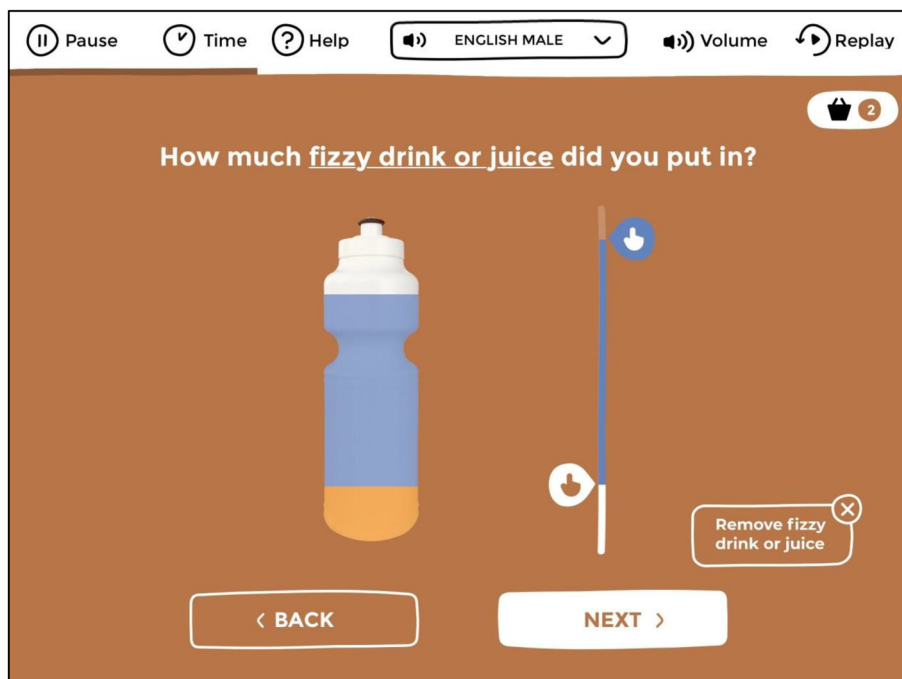 Pause
Time
Help
ENGLISH MALE
Volume
Replay
2
How much fizzy drink or juice did you put in?
Remove fizzy
drink or juice
BACK
NEXT